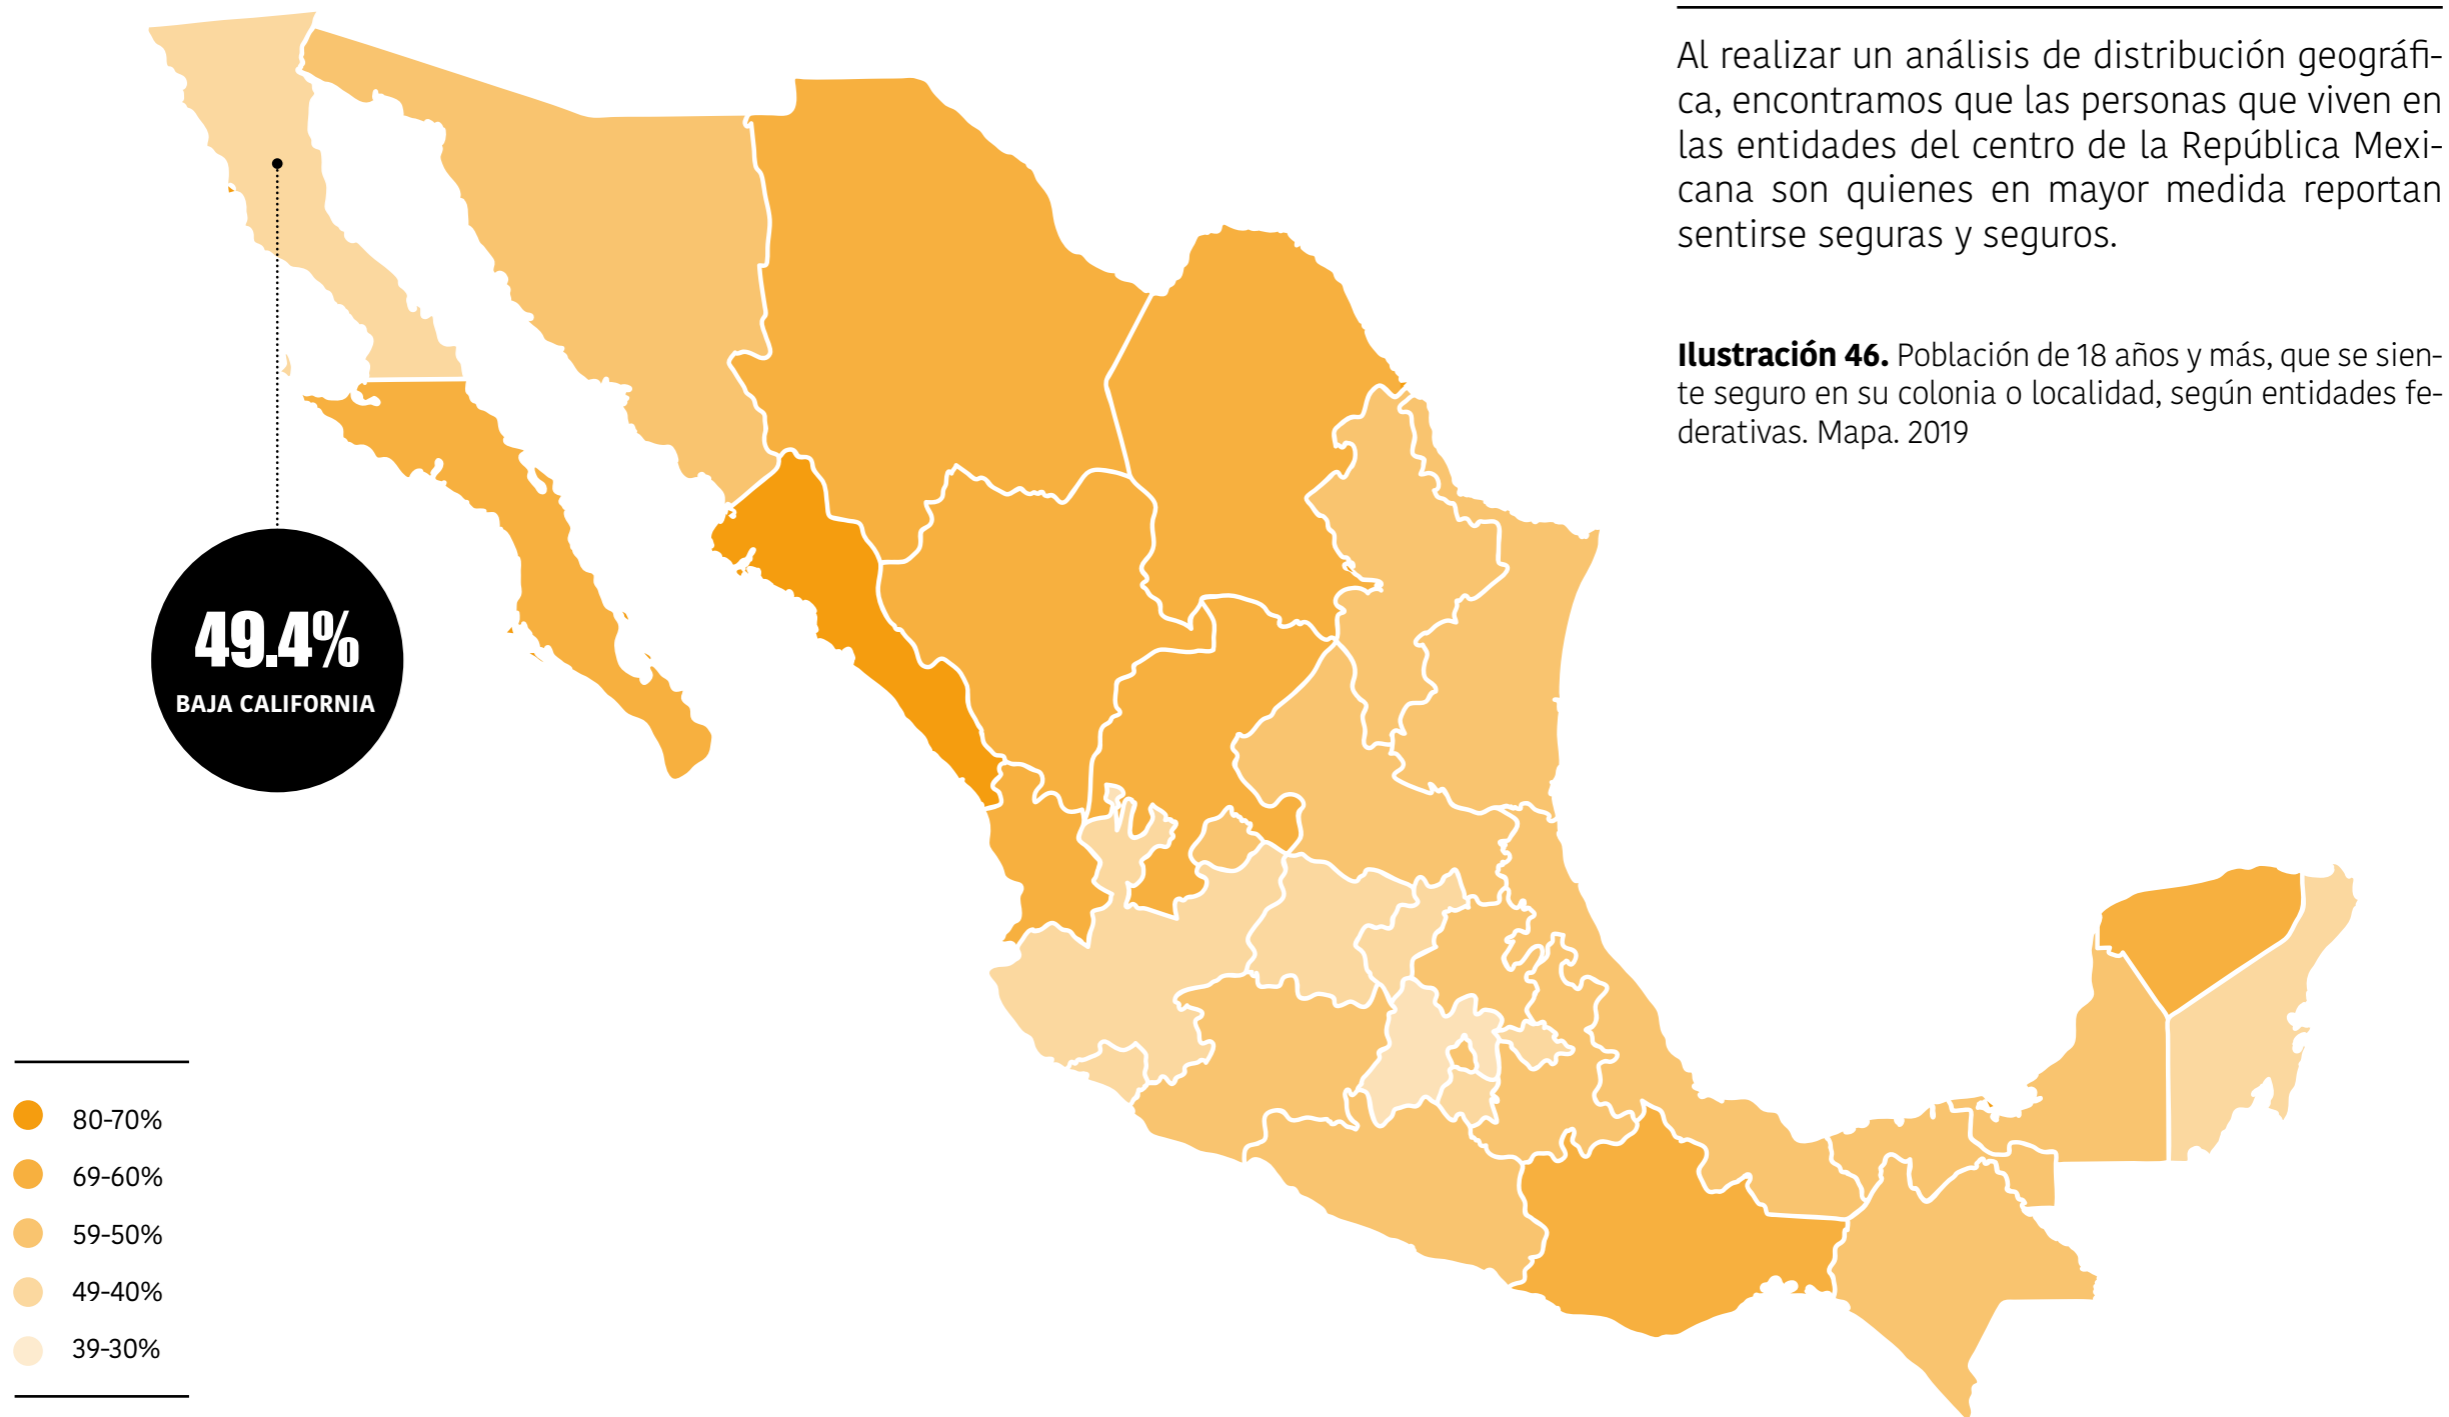 Al realizar un análisis de distribución geográfi-
ca, encontramos que las personas que viven en
las entidades del centro de la República Mexi-
cana son quienes en mayor medida reportan
sentirse seguras y seguros.
Ilustración 46. Población de 18 años y más, que se sien-
te seguro en su colonia o localidad, según entidades fe-
derativas. Mapa. 2019
49.4%
BAJA CALIFORNIA
80-70%
69-60%
59-50%
49-40%
39-30%